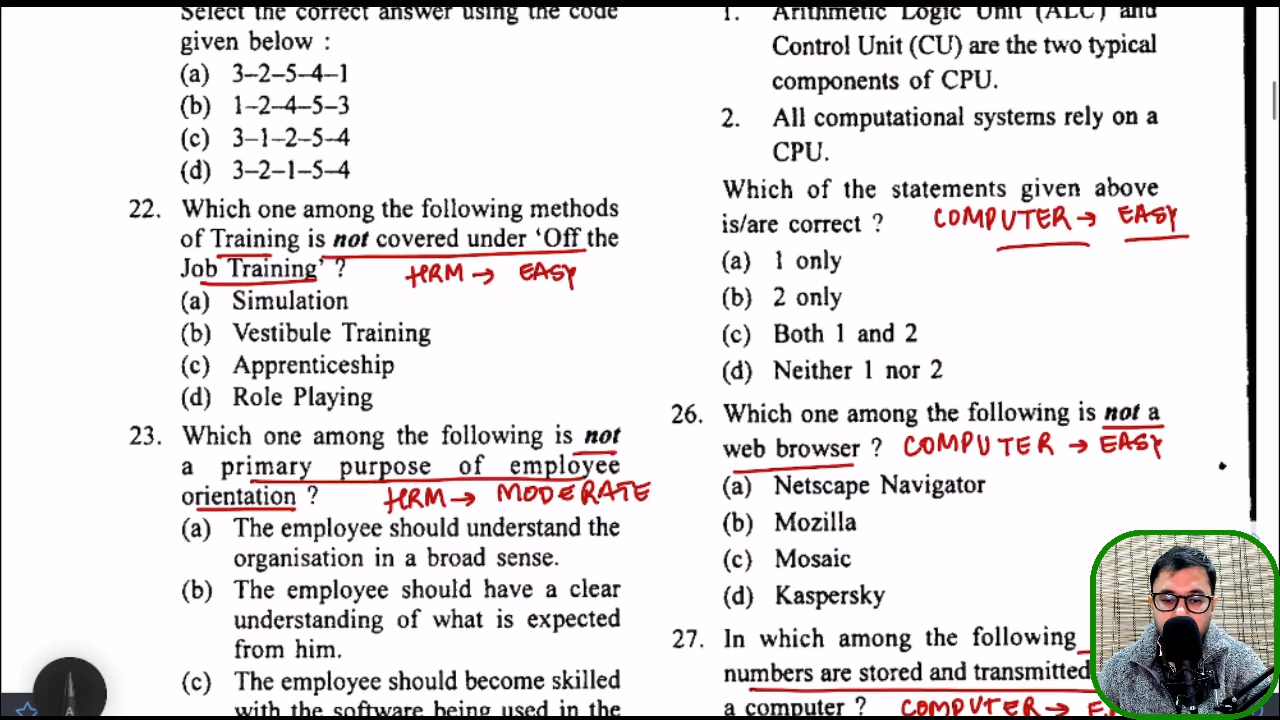 Select the correct answer using the code
given below :
(a) 3–2–5–4–1
(b) 1–2–4–5–3
(c) 3–1–2–5–4
(d) 3–2–1–5–4
22. Which one among the following methods
of Training is not covered under ‘Off the
Job Training’ ? HRM → EASY
(a) Simulation
(b) Vestibule Training
(c) Apprenticeship
(d) Role Playing
23. Which one among the following is not
a primary purpose of employee
orientation ? HRM → MODERATE
(a) The employee should understand the
organisation in a broad sense.
(b) The employee should have a clear
understanding of what is expected
from him.
(c) The employee should become skilled
with the software being used in the
1. Arithmetic Logic Unit (ALC) and
Control Unit (CU) are the two typical
components of CPU.
2. All computational systems rely on a
CPU.
Which of the statements given above
is/are correct ? COMPUTER → EASY
(a) 1 only
(b) 2 only
(c) Both 1 and 2
(d) Neither 1 nor 2
26. Which one among the following is not a
web browser ? COMPUTER → EASY
(a) Netscape Navigator
(b) Mozilla
(c) Mosaic
(d) Kaspersky
27. In which among the following
numbers are stored and transmitted
a computer ? COMPUTER →